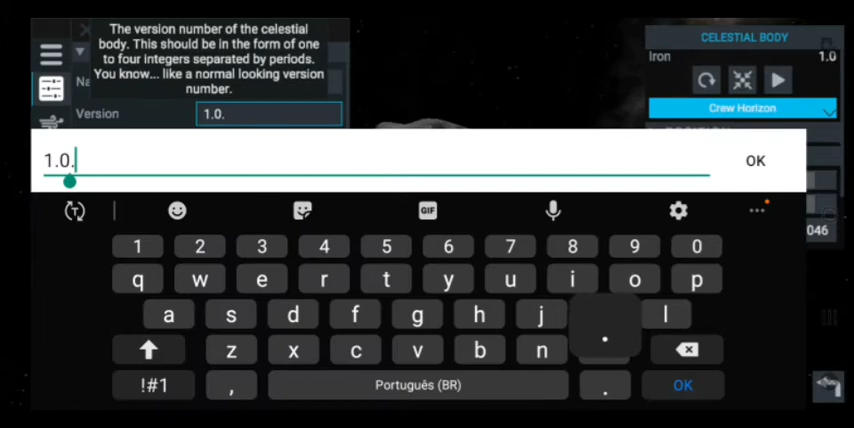 The version number of the celestial
body. This should be in the form of one
to four integers separated by periods.
You know... like a normal looking version
number.
Na
Version
1.0.
CELESTIAL BODY
Iron
1.0
Crew Horizon
1.0.
OK
046
T
GIF
1 2 3 4 5 6 7 8 9 0
q w e r t y u i o p
a s d f g h j l
.
z x c v b n
!#1 , Português (BR) . OK